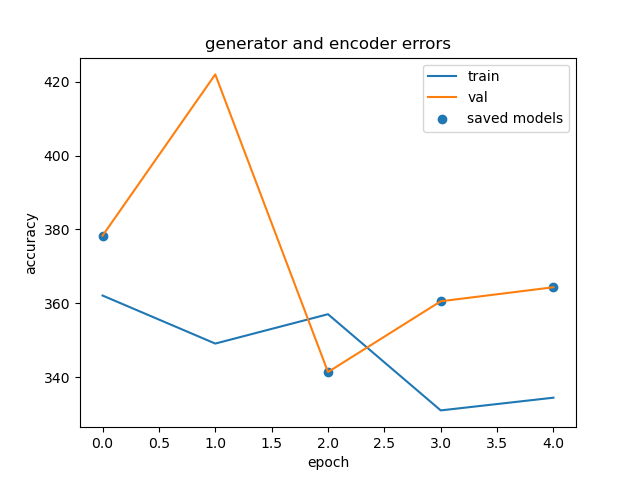 generator and encoder errors
train
val
saved models
420
400
380
360
340
accuracy
0.0 0.5 1.0 1.5 2.0 2.5 3.0 3.5 4.0
epoch